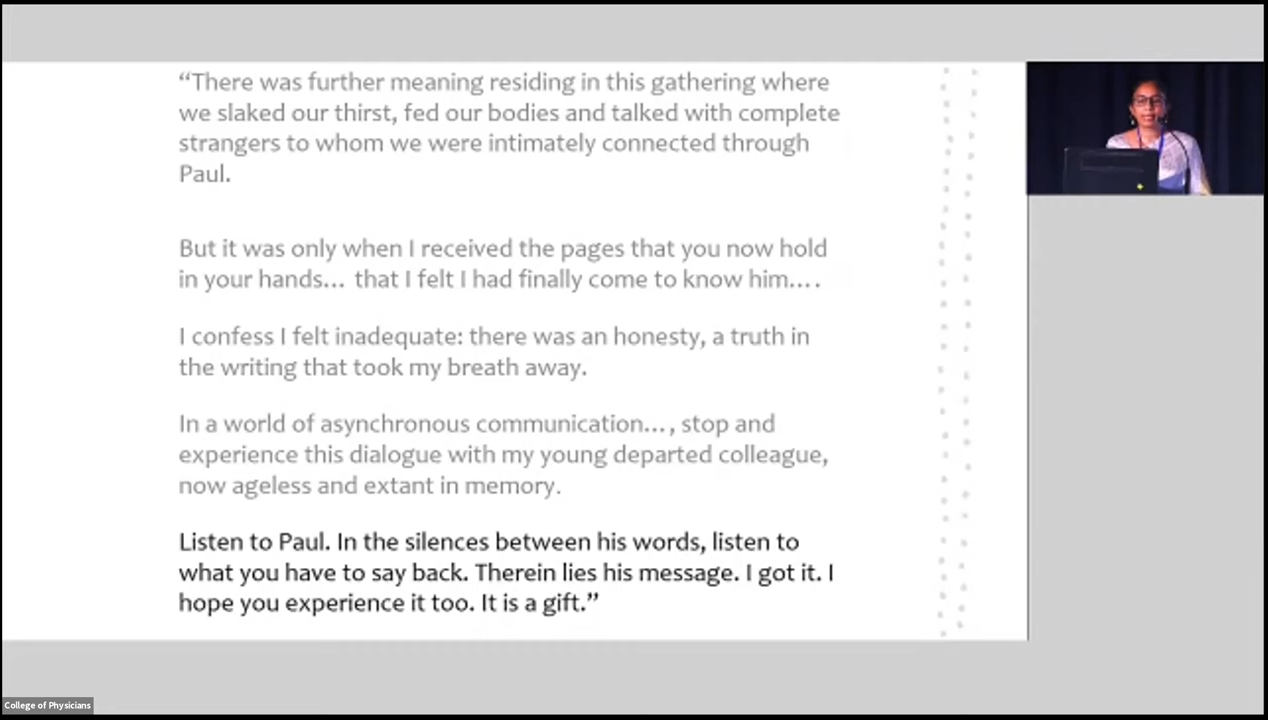 “There was further meaning residing in this gathering where
we slaked our thirst, fed our bodies and talked with complete
strangers to whom we were intimately connected through
Paul.
But it was only when I received the pages that you now hold
in your hands… that I felt I had finally come to know him….
I confess I felt inadequate: there was an honesty, a truth in
the writing that took my breath away.
In a world of asynchronous communication…, stop and
experience this dialogue with my young departed colleague,
now ageless and extant in memory.
Listen to Paul. In the silences between his words, listen to
what you have to say back. Therein lies his message. I got it. I
hope you experience it too. It is a gift.”
College of Physicians